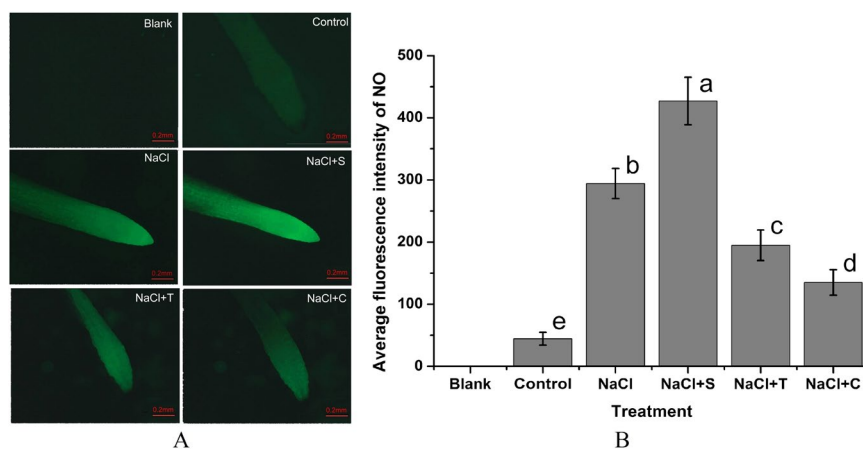 Blank
Control
0.2mm
0.2mm
NaCl
NaCl+S
0.2mm
0.2mm
NaCl+T
NaCl+C
0.2mm
0.2mm
A
Average fluorescence intensity of NO
500
400
300
200
100
0
a
b
c
d
e
Blank Control NaCl NaCl+S NaCl+T NaCl+C
Treatment
B